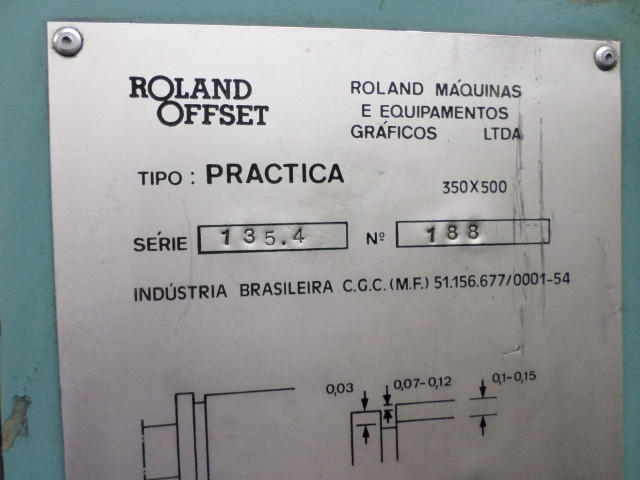 ROLAND
OFFSET
ROLAND MÁQUINAS
E EQUIPAMENTOS
GRÁFICOS LTDA
TIPO: PRACTICA
350X500
SÉRIE 135.4 Nº 188
INDÚSTRIA BRASILEIRA C.G.C.(M.F.) 51.156.677/0001-54
0,03 0,07-0,12 0,1-0,15